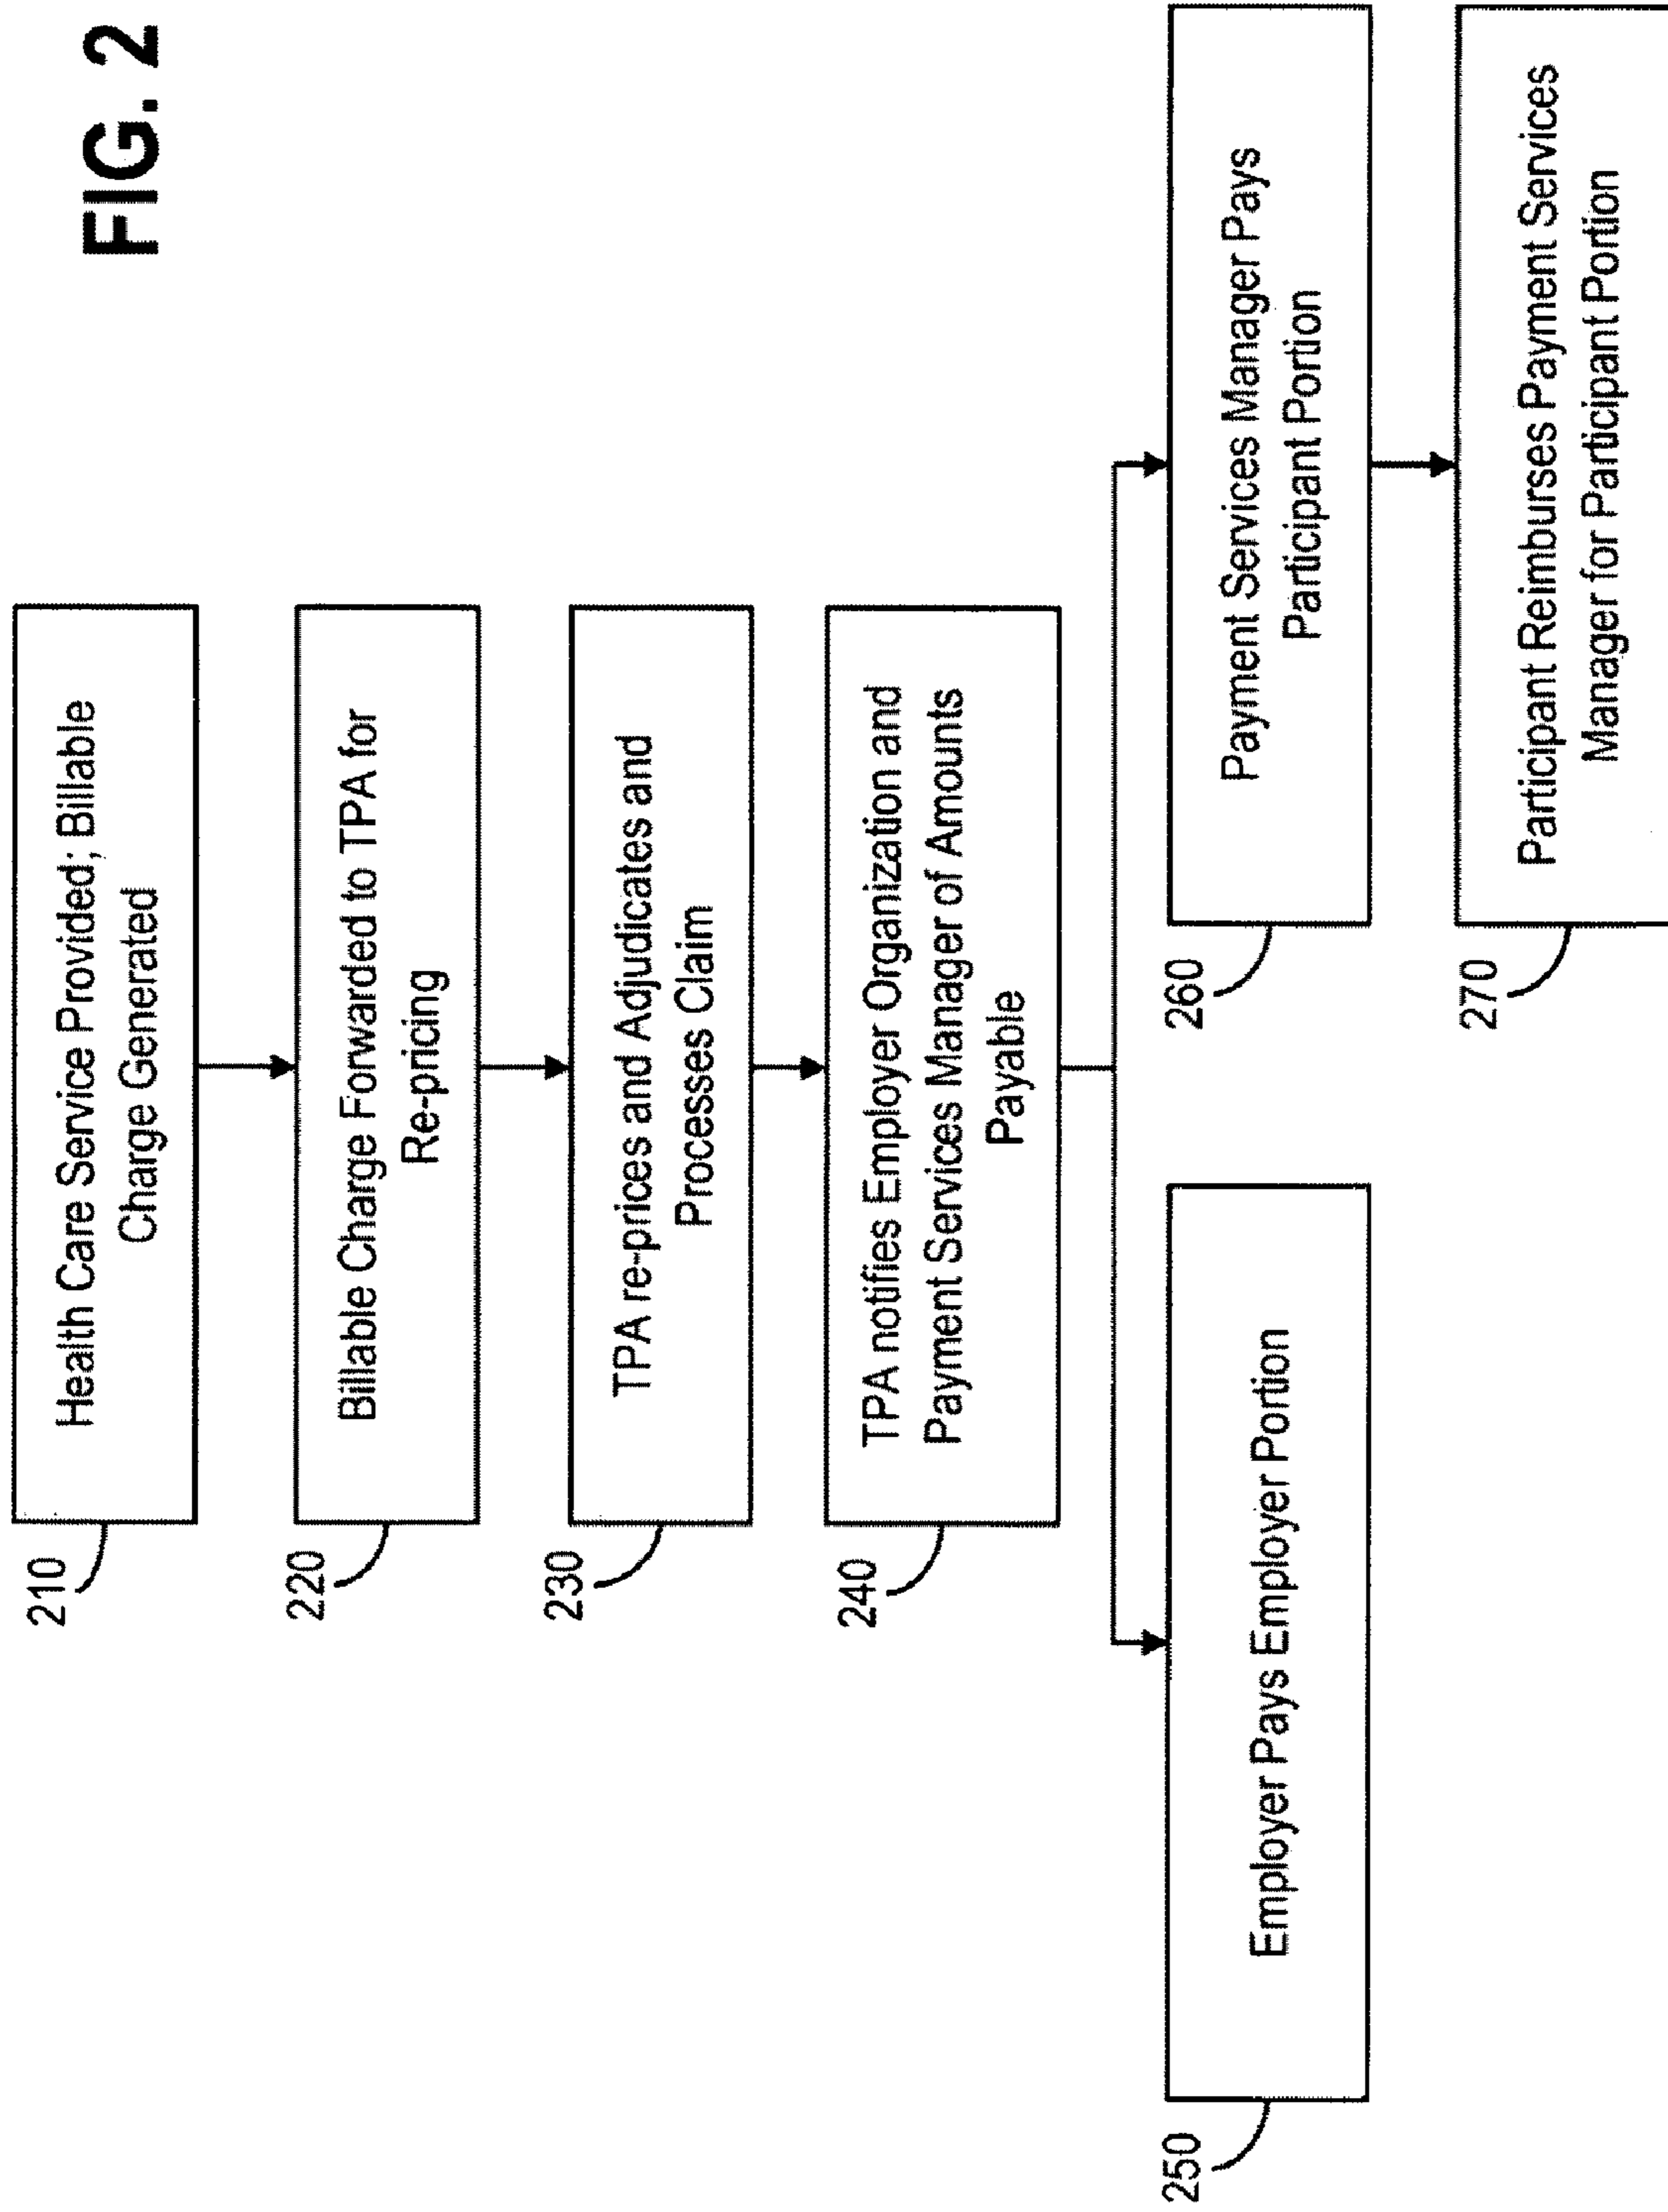 FIG. 2
210
Health Care Service Provided; Billable
Charge Generated
220
Billable Charge Forwarded to TPA for
Re-pricing
230
TPA re-prices and Adjudicates and
Processes Claim
240
TPA notifies Employer Organization and
Payment Services Manager of Amounts
Payable
250
Employer Pays Employer Portion
260
Payment Services Manager Pays
Participant Portion
270
Participant Reimburses Payment Services
Manager for Participant Portion